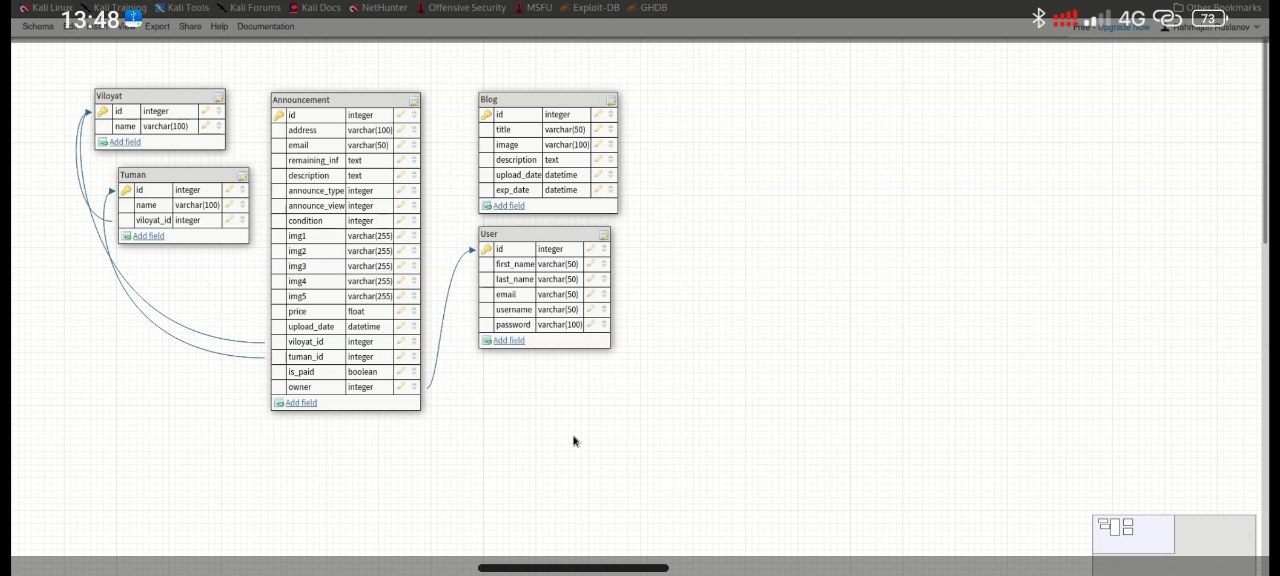 Kali Linux Kali Training Kali Tools Kali Forums Kali Docs NetHunter Offensive Security MSFU Exploit-DB GHDB Other Bookmarks
13:48 4G 73
Schema Insert View Export Share Help Documentation Free - Upgrade Now Rahmajon Ruslanov
Viloyat
id integer
name varchar(100)
Add field
Tuman
id integer
name varchar(100)
viloyat_id integer
Add field
Announcement
id integer
address varchar(100)
email varchar(50)
remaining_inf text
description text
announce_type integer
announce_view integer
condition integer
img1 varchar(255)
img2 varchar(255)
img3 varchar(255)
img4 varchar(255)
img5 varchar(255)
price float
upload_date datetime
viloyat_id integer
tuman_id integer
is_paid boolean
owner integer
Add field
Blog
id integer
title varchar(50)
image varchar(100)
description text
upload_date datetime
exp_date datetime
Add field
User
id integer
first_name varchar(50)
last_name varchar(50)
email varchar(50)
username varchar(50)
password varchar(100)
Add field